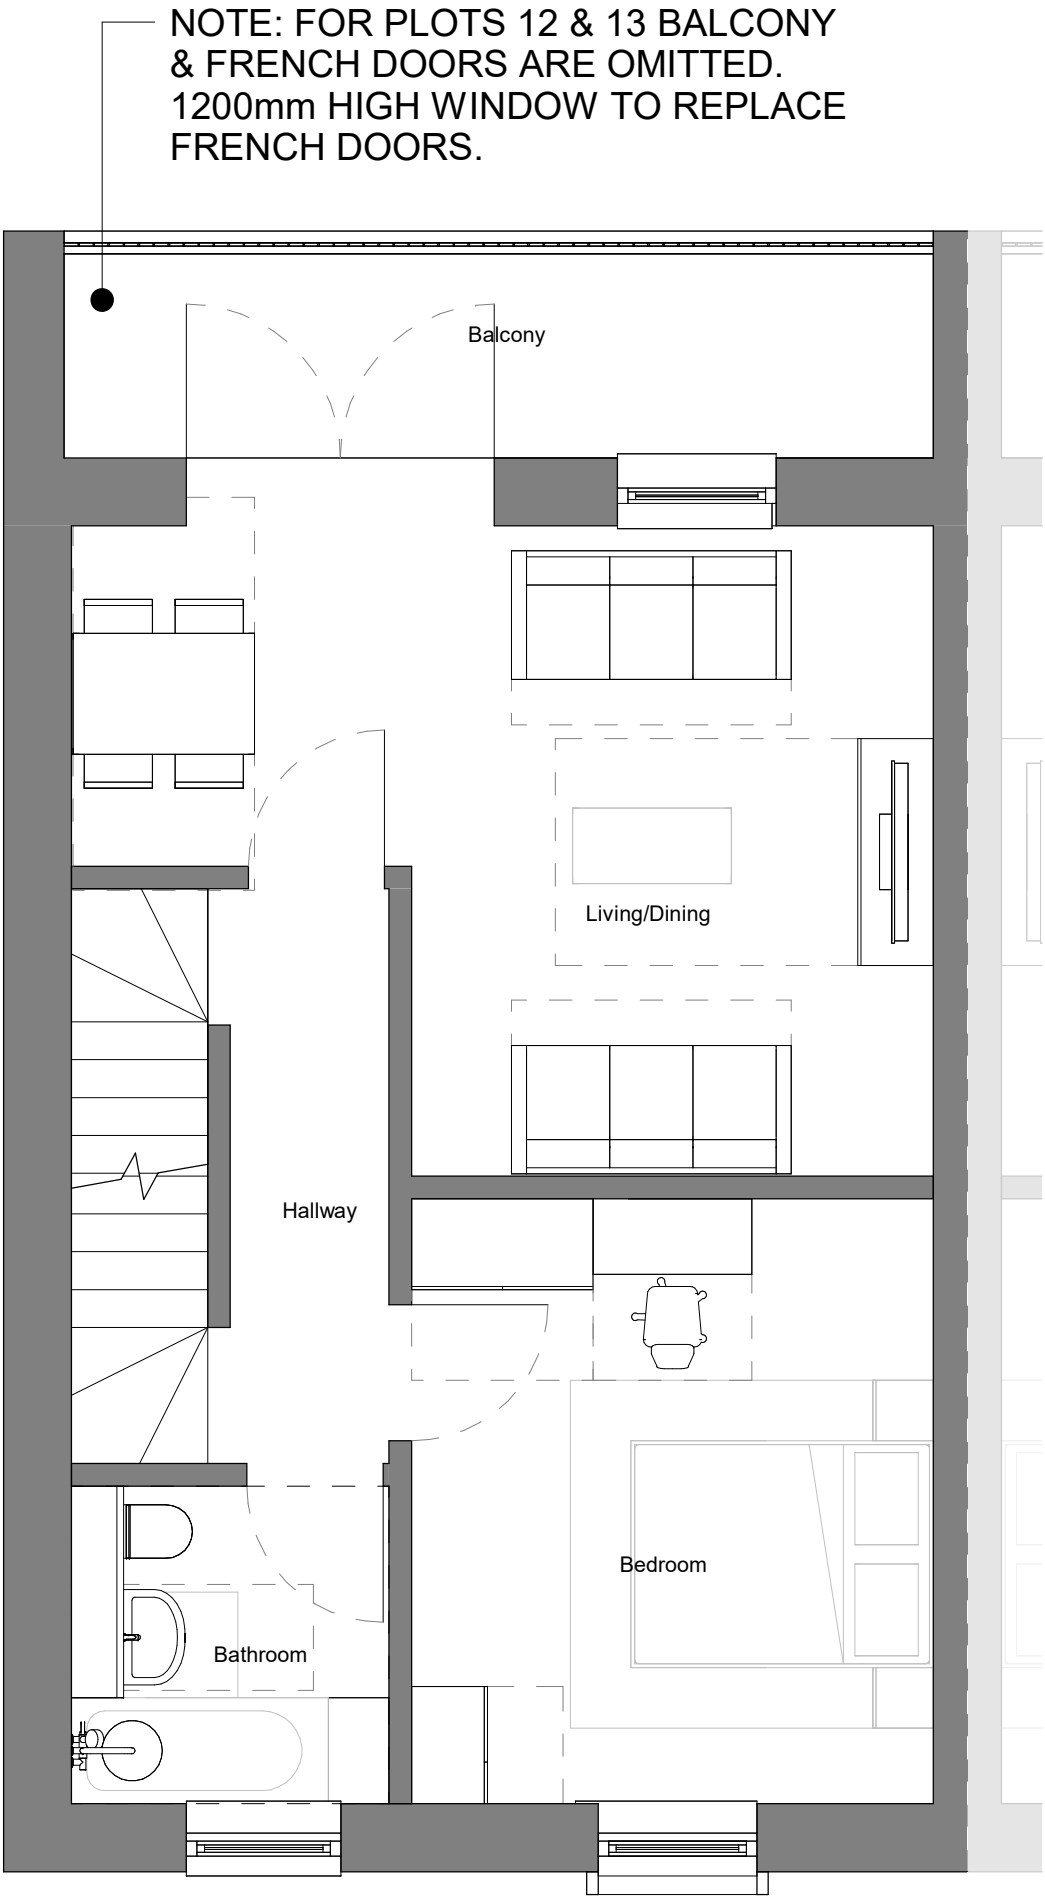 NOTE: FOR PLOTS 12 & 13 BALCONY
& FRENCH DOORS ARE OMITTED.
1200mm HIGH WINDOW TO REPLACE
FRENCH DOORS.
Balcony
Living/Dining
Hallway
Bedroom
Bathroom